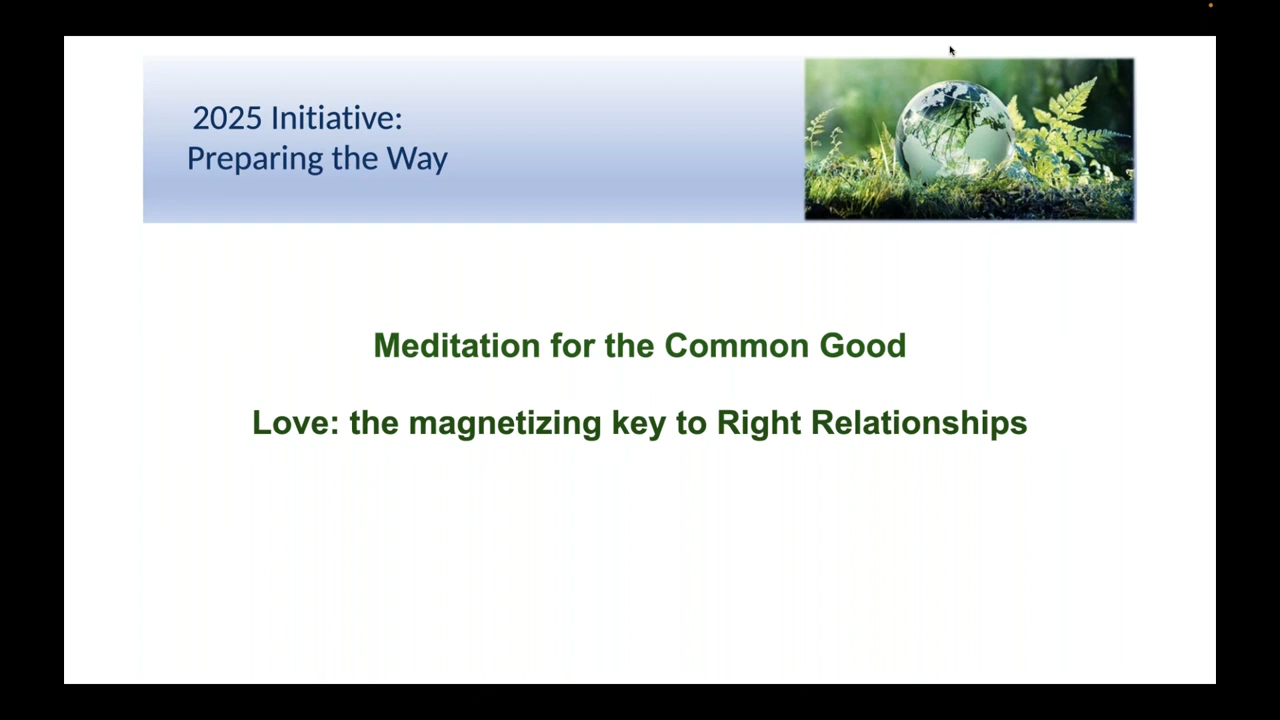 2025 Initiative:
Preparing the Way
Meditation for the Common Good
Love: the magnetizing key to Right Relationships